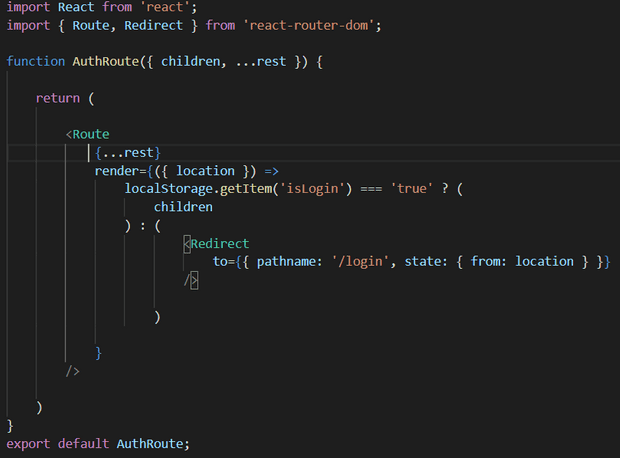 import React from 'react';
import { Route, Redirect } from 'react-router-dom';
function AuthRoute({ children, ...rest }) {
return (
<Route
{...rest}
render={({ location }) =>
localStorage.getItem('isLogin') === 'true' ? (
children
) : (
<Redirect
to={{ pathname: '/login', state: { from: location } }}
/>
)
}
/>
)
}
export default AuthRoute;